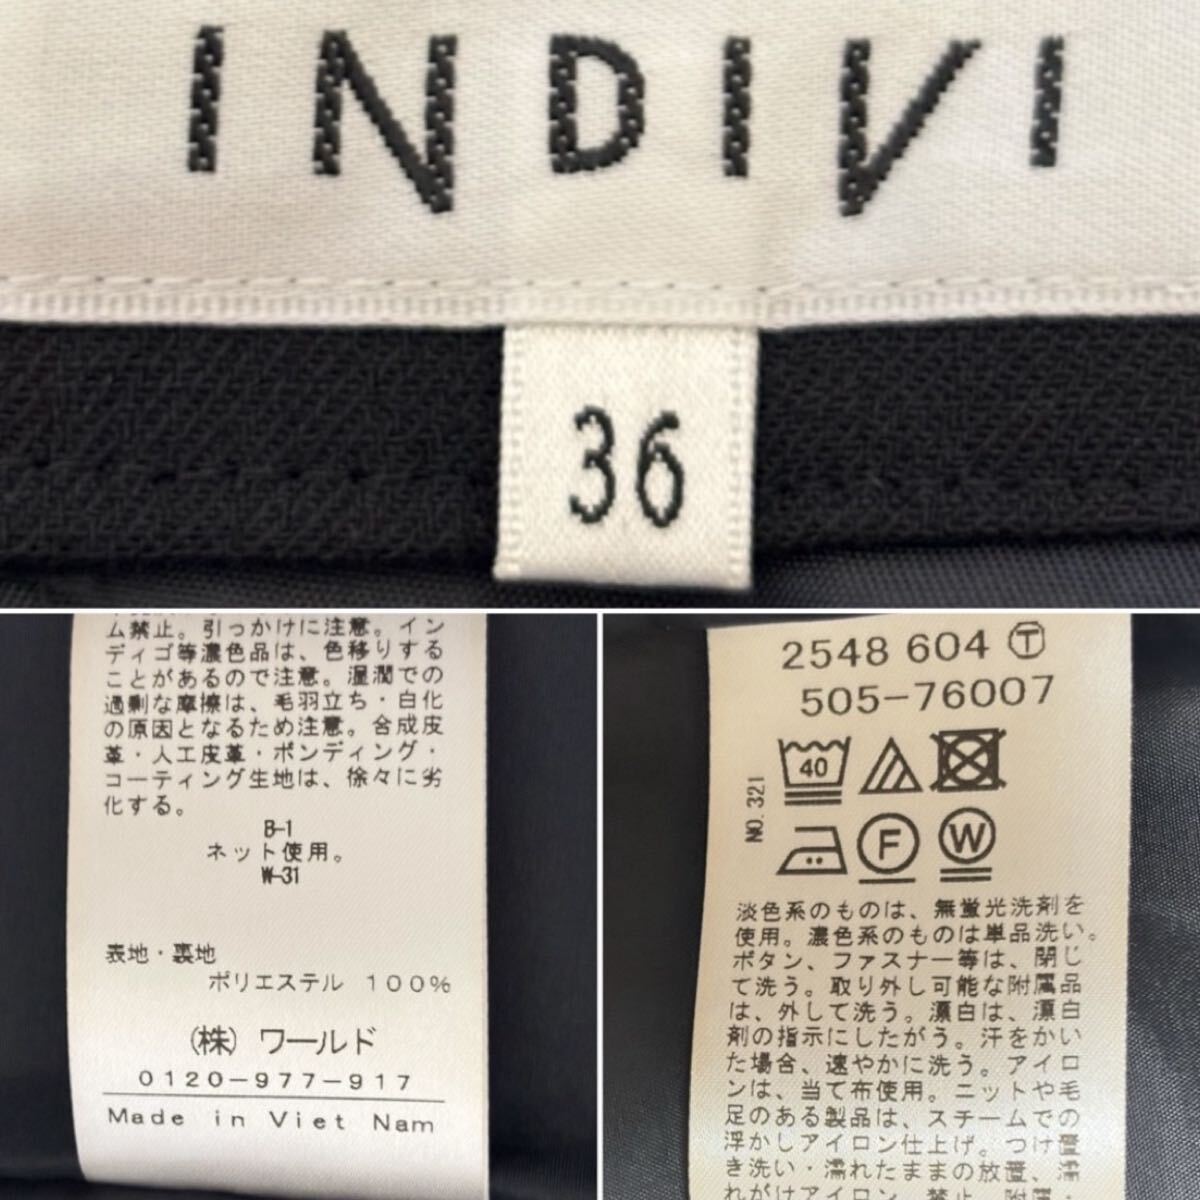 INDIVI
36
ム禁止。引っかけに注意。イン
ディゴ等濃色品は、色移りする
ことがあるので注意。湿潤での
過剰な摩擦は、毛羽立ち・白化
の原因となるため注意。合成皮
革・人工皮革・ボンディング・
コーティング生地は、徐々に劣
化する。
B-1
ネット使用。
W-31
表地・裏地
ポリエステル 100%
(株) ワールド
0120-977-917
Made in Viet Nam
2548 604 Ⓣ
505-76007
40
NO.321
F
W
淡色系のものは、無蛍光洗剤を
使用。濃色系のものは単品洗い。
ボタン、ファスナー等は、閉じ
て洗う。取り外し可能な附属品
は、外して洗う。漂白は、漂白
剤の指示にしたがう。汗をかい
た場合、速やかに洗う。アイロ
ンは、当て布使用。ニットや毛
足のある製品は、スチームでの
浮かしアイロン仕上げ。つけ置
き洗い・濡れたままの放置、濡
れがけアイロン、禁止。附属